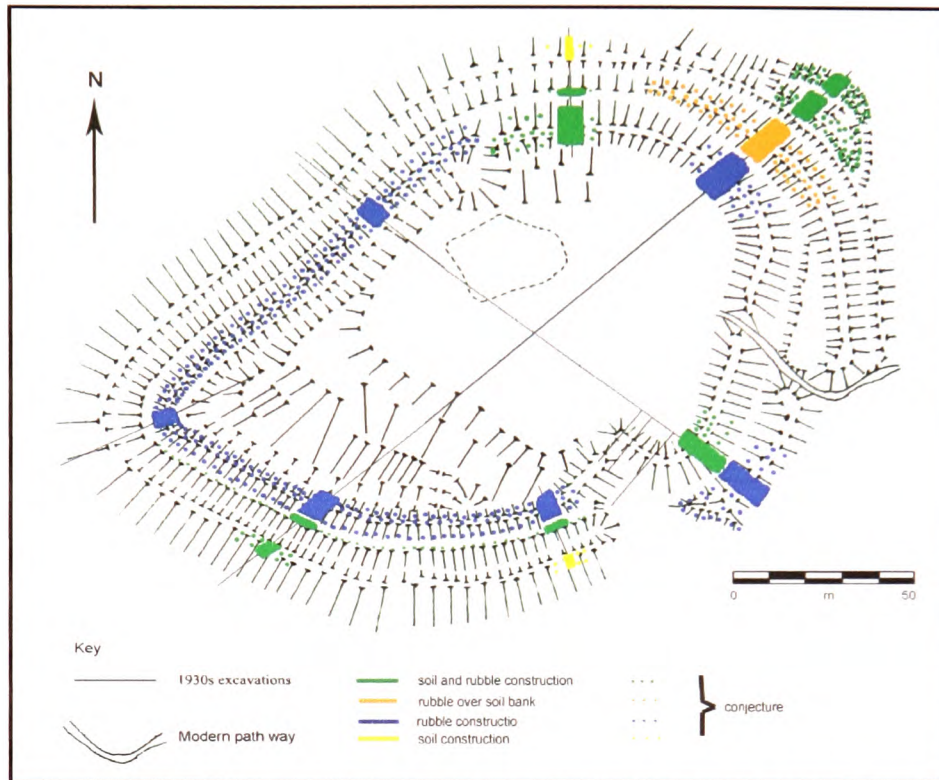 N
0 m 50
Key
1930s excavations
Modern path way
soil and rubble construction
rubble over soil bank
rubble constructio
soil construction
conjecture